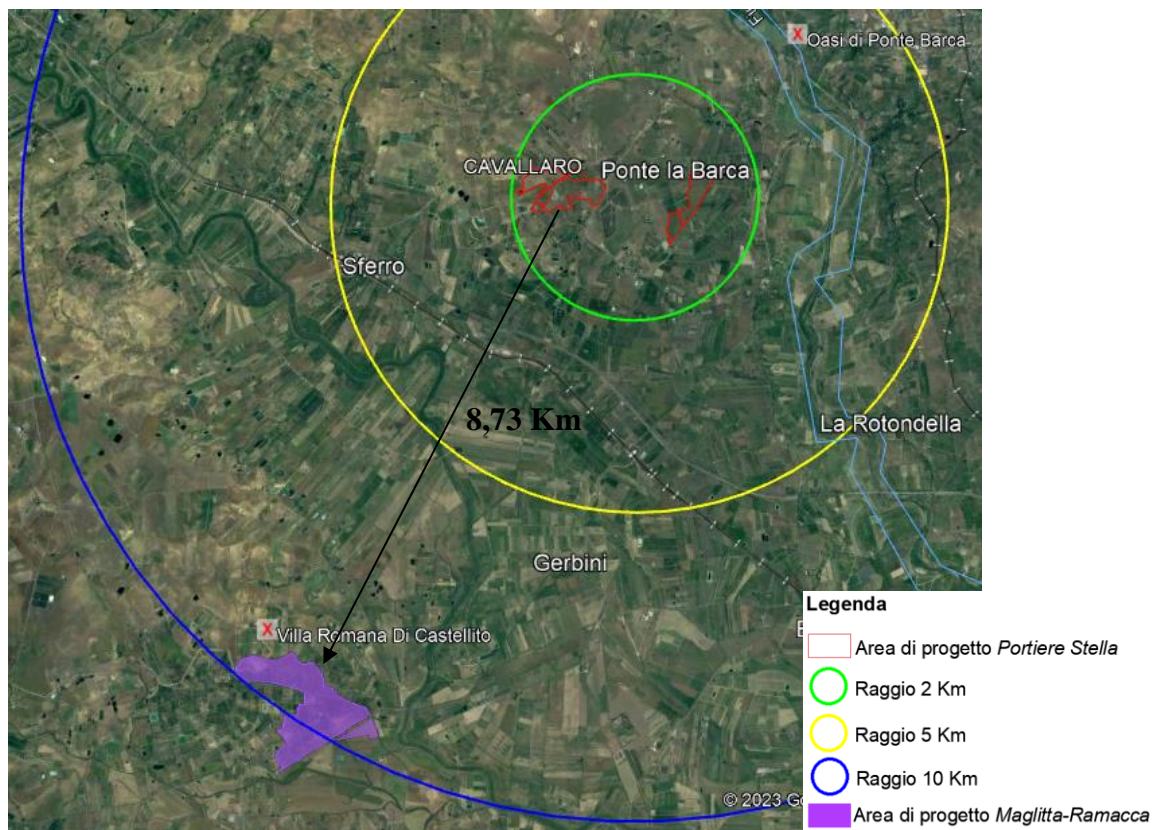 Oasi di Ponte Barca
CAVALLARO
Ponte la Barca
Sferro
8,73 Km
La Rotondella
Gerbini
Villa Romana Di Castellito
© 2023
Legenda
Area di progetto Portiere Stella
Raggio 2 Km
Raggio 5 Km
Raggio 10 Km
Area di progetto Maglitta-Ramacca